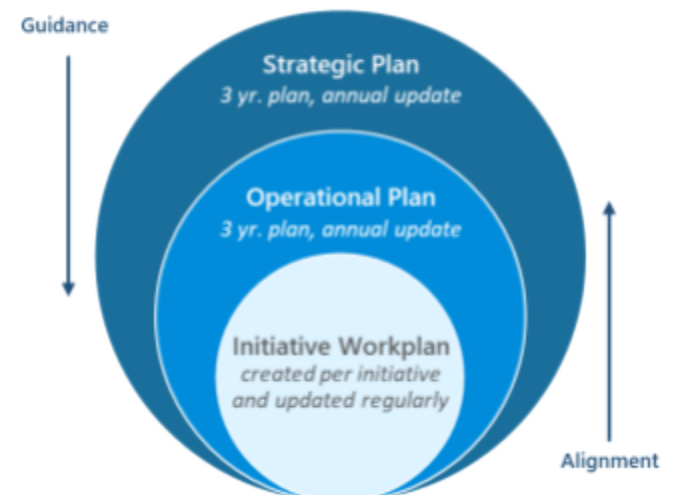 Guidance
Strategic Plan
3 yr. plan, annual update
Operational Plan
3 yr. plan, annual update
Initiative Workplan
created per initiative
and updated regularly
Alignment